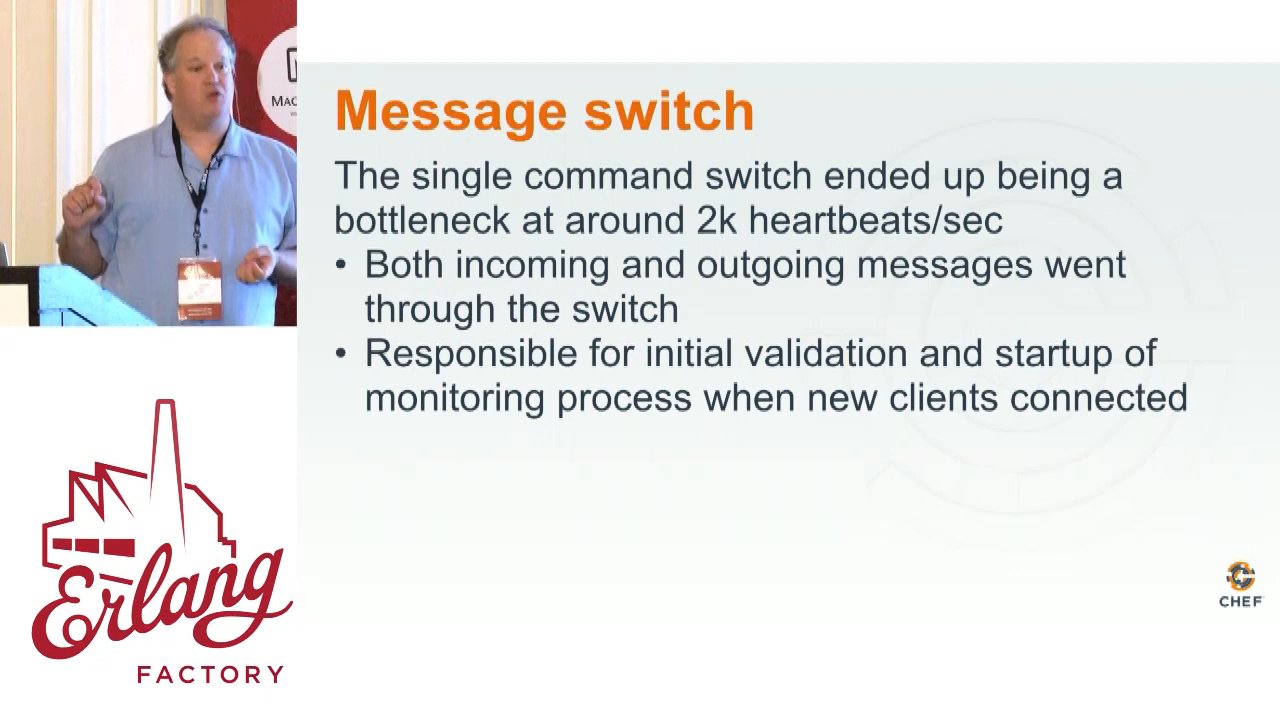 Message switch
The single command switch ended up being a
bottleneck at around 2k heartbeats/sec
• Both incoming and outgoing messages went
through the switch
• Responsible for initial validation and startup of
monitoring process when new clients connected
CHEF
Erlang
FACTORY